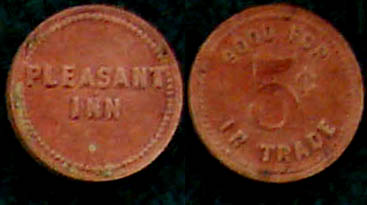 PLEASANT
INN
GOOD FOR
5¢
IN TRADE